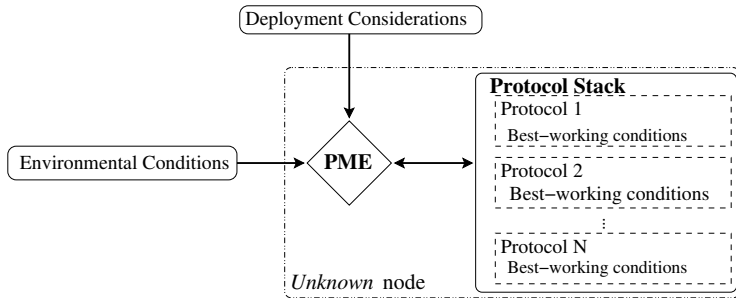 Deployment Considerations
Protocol Stack
Protocol 1
Best−working conditions
Environmental Conditions
PME
Protocol 2
Best−working conditions
...
Protocol N
Best−working conditions
Unknown node